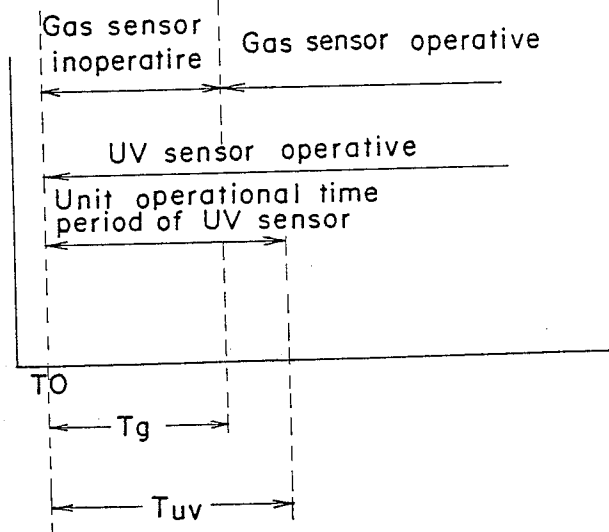 Gas sensor
inoperatire
Gas sensor operative
UV sensor operative
Unit operational time
period of UV sensor
TO
Tg
Tuv